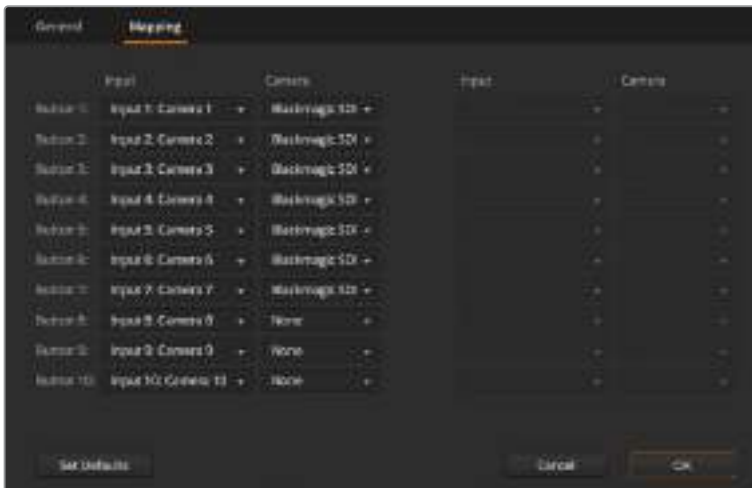 General Mapping
Input Camera Input Camera
Button 1: Input 1: Camera 1 Blackmagic SDI
Button 2: Input 2: Camera 2 Blackmagic SDI
Button 3: Input 3: Camera 3 Blackmagic SDI
Button 4: Input 4: Camera 4 Blackmagic SDI
Button 5: Input 5: Camera 5 Blackmagic SDI
Button 6: Input 6: Camera 6 Blackmagic SDI
Button 7: Input 7: Camera 7 Blackmagic SDI
Button 8: Input 8: Camera 8 None
Button 9: Input 9: Camera 9 None
Button 10: Input 10: Camera 10 None
Set Defaults Cancel OK